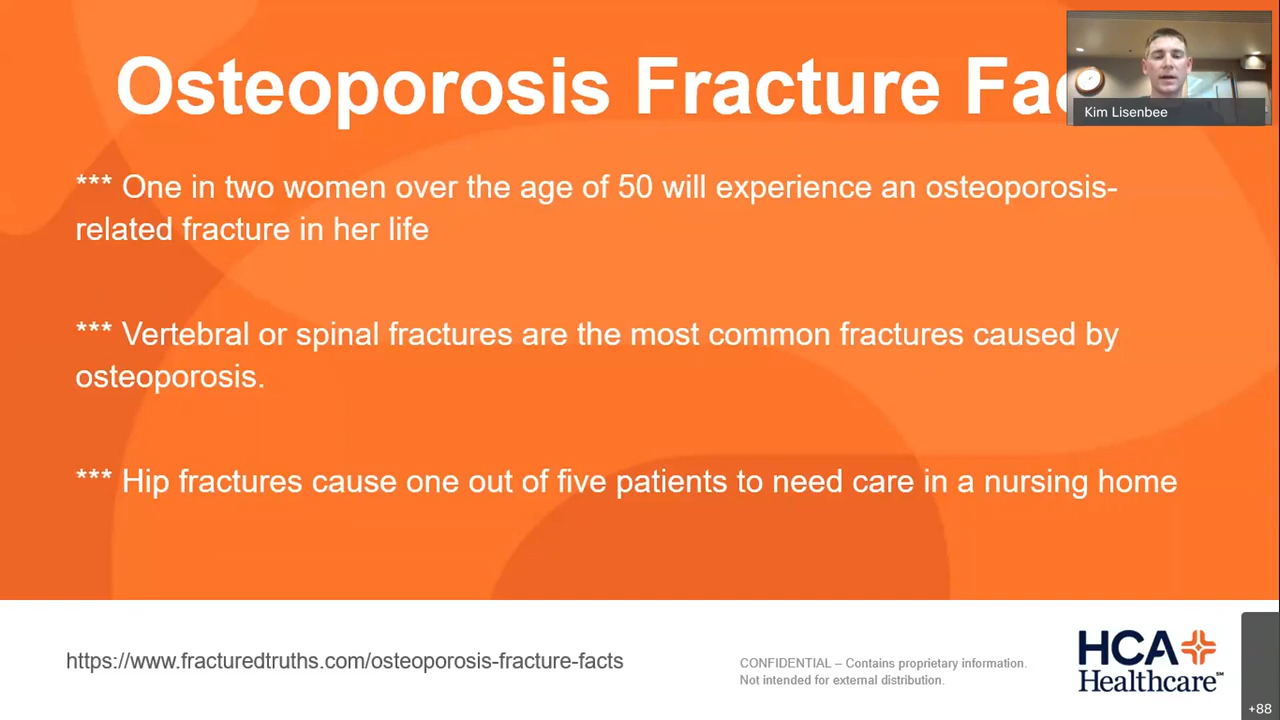 Osteoporosis Fracture Fac
Kim Lisenbee
*** One in two women over the age of 50 will experience an osteoporosis-
related fracture in her life
*** Vertebral or spinal fractures are the most common fractures caused by
osteoporosis.
*** Hip fractures cause one out of five patients to need care in a nursing home
https://www.fracturedtruths.com/osteoporosis-fracture-facts
CONFIDENTIAL – Contains proprietary information.
Not intended for external distribution.
HCA
Healthcare℠
+88